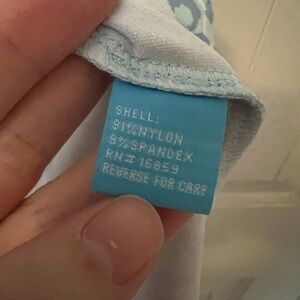 SHELL:
91%NYLON
9%SPANDEX
RN# 16859
REVERSE FOR CARE